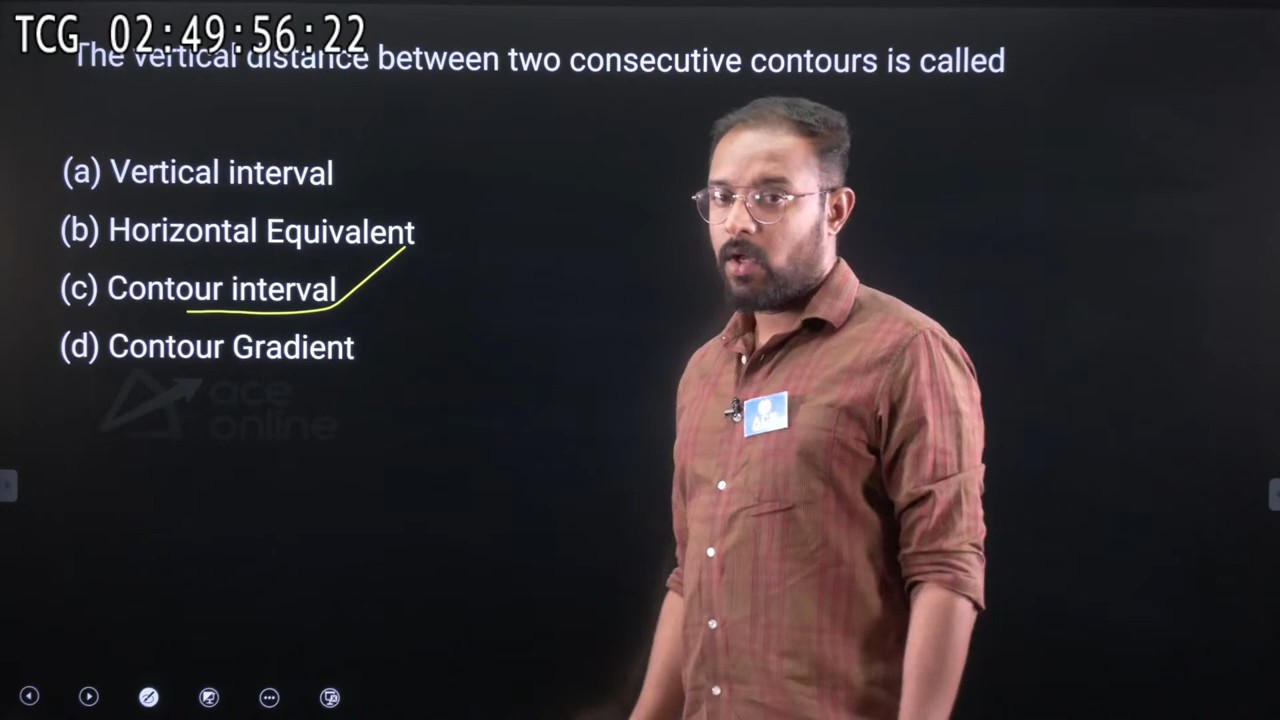 TCG 02:49:56:22
The vertical distance between two consecutive contours is called
(a) Vertical interval
(b) Horizontal Equivalent
(c) Contour interval
(d) Contour Gradient
ace
online